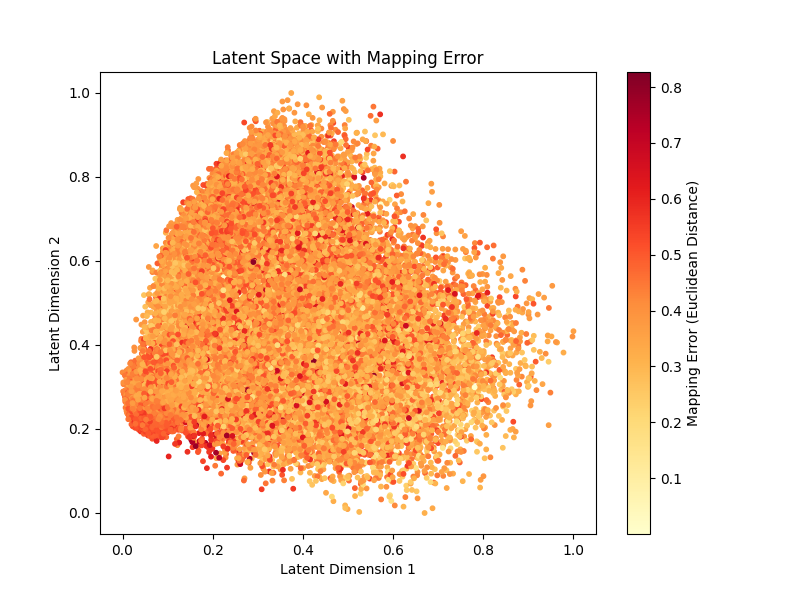 Latent Space with Mapping Error
1.0
0.8
0.6
0.4
0.2
0.0
Latent Dimension 2
0.0 0.2 0.4 0.6 0.8 1.0
Latent Dimension 1
0.8
0.7
0.6
0.5
0.4
0.3
0.2
0.1
Mapping Error (Euclidean Distance)